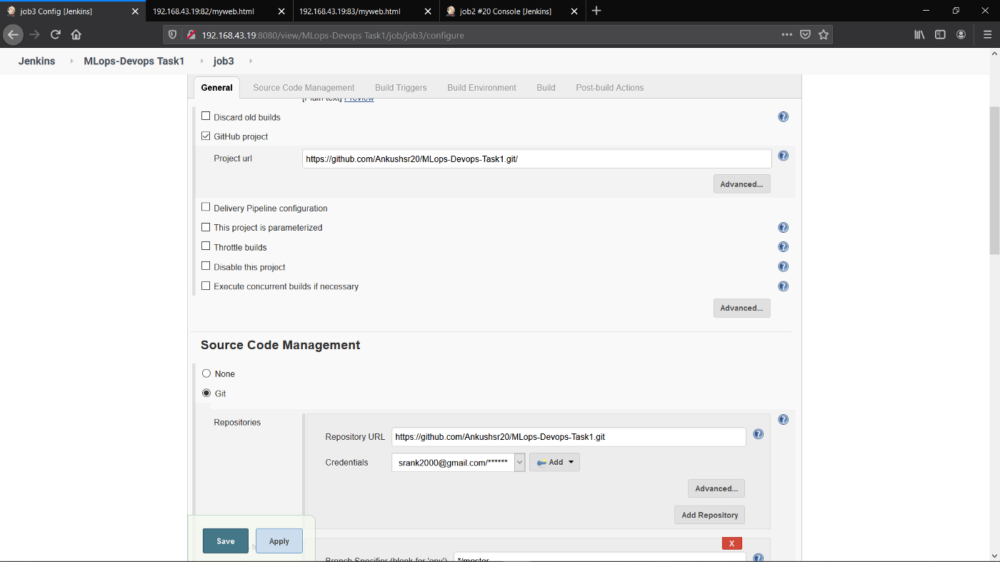 job3 Config [Jenkins]
192.168.43.19:82/myweb.html
192.168.43.19:83/myweb.html
job2 #20 Console [Jenkins]
192.168.43.19:8080/view/MLops-Devops Task1/job/job3/configure
Jenkins MLops-Devops Task1 job3
General Source Code Management Build Triggers Build Environment Build Post-build Actions
[Plain text] Preview
Discard old builds
GitHub project
Project url https://github.com/Ankushsr20/MLops-Devops-Task1.git/
Advanced...
Delivery Pipeline configuration
This project is parameterized
Throttle builds
Disable this project
Execute concurrent builds if necessary
Advanced...
Source Code Management
None
Git
Repositories
Repository URL https://github.com/Ankushsr20/MLops-Devops-Task1.git
Credentials srank2000@gmail.com/****** Add
Advanced...
Add Repository
Save Apply
X
Branch Specifier (blank for 'any') */master